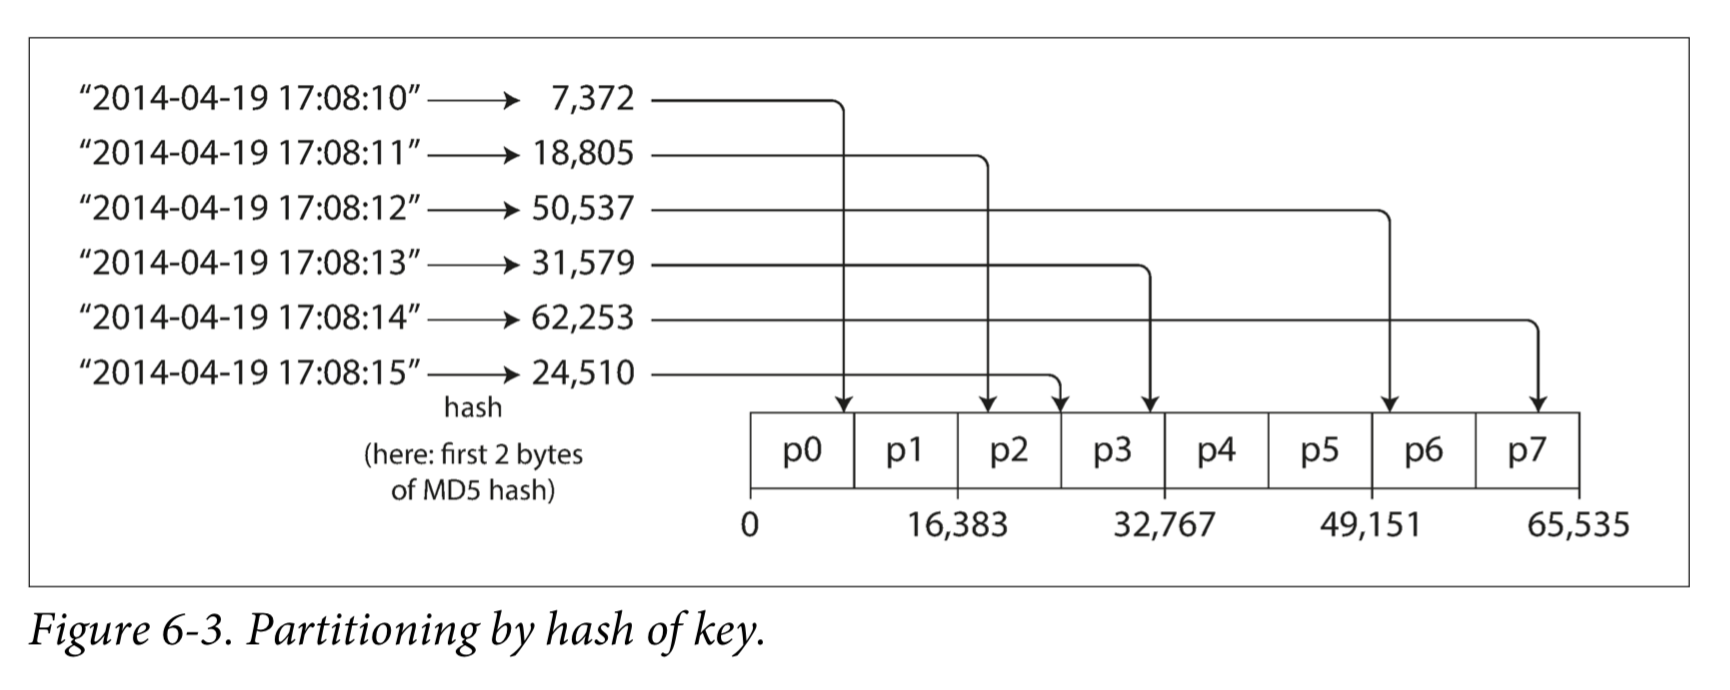 “2014-04-19 17:08:10” 7,372
“2014-04-19 17:08:11” 18,805
“2014-04-19 17:08:12” 50,537
“2014-04-19 17:08:13” 31,579
“2014-04-19 17:08:14” 62,253
“2014-04-19 17:08:15” 24,510
hash
(here: first 2 bytes
of MD5 hash)
p0 p1 p2 p3 p4 p5 p6 p7
0 16,383 32,767 49,151 65,535
Figure 6-3. Partitioning by hash of key.